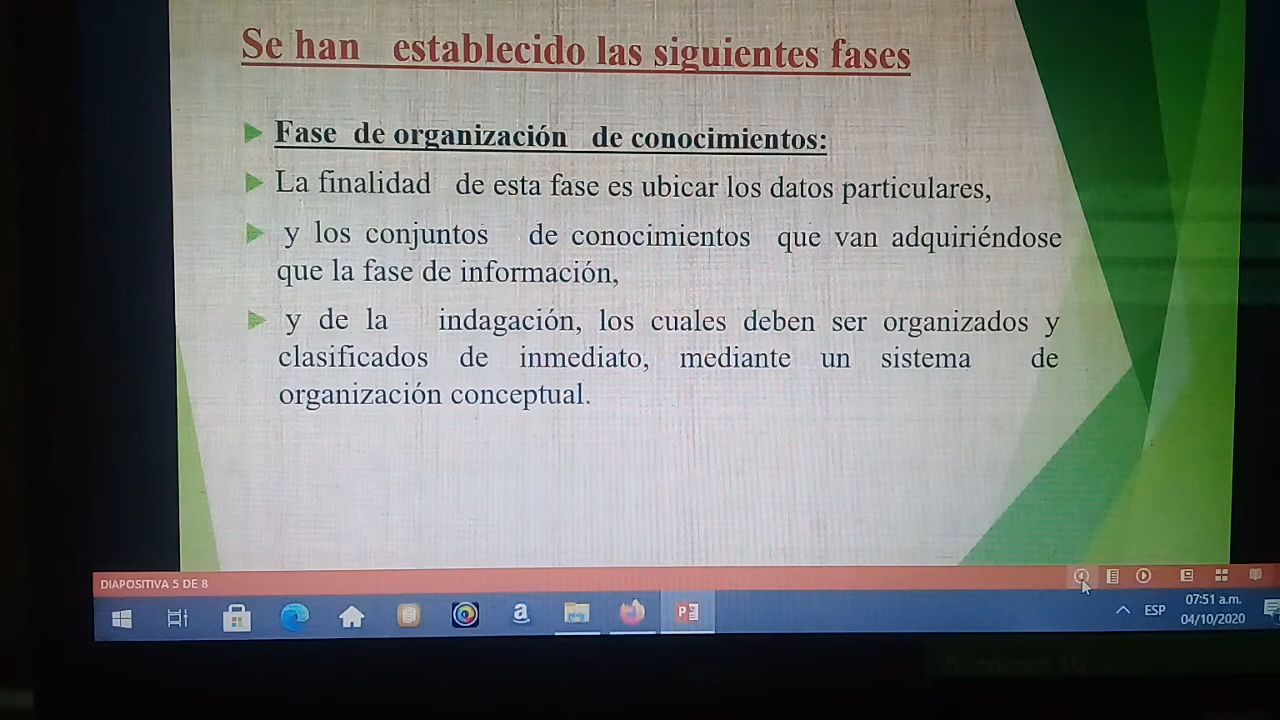 Se han establecido las siguientes fases
Fase de organización de conocimientos:
La finalidad de esta fase es ubicar los datos particulares,
y los conjuntos de conocimientos que van adquiriéndose
que la fase de información,
y de la indagación, los cuales deben ser organizados y
clasificados de inmediato, mediante un sistema de
organización conceptual.
DIAPOSITIVA 5 DE 8
ESP
07:51 a.m.
04/10/2020